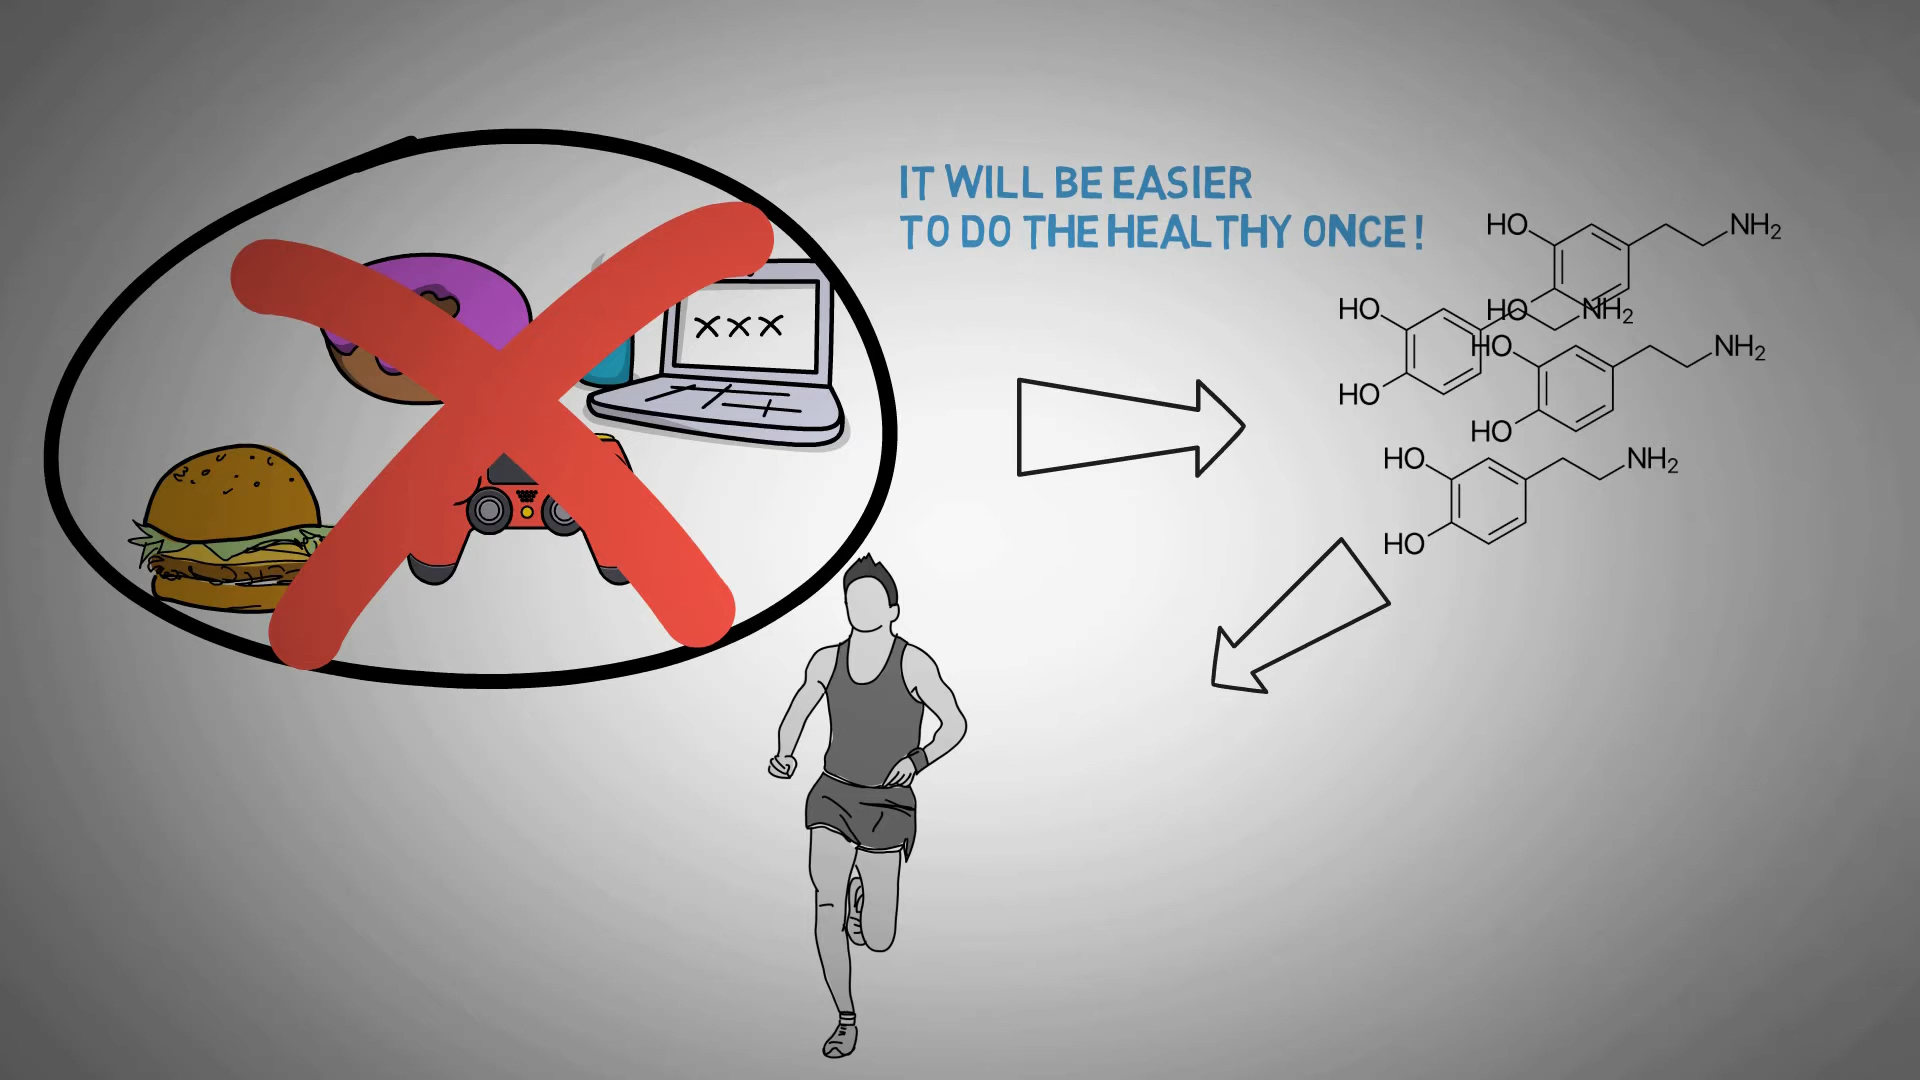 IT WILL BE EASIER
TO DO THE HEALTHY ONCE!
XXX
HO NH2
HO
HO NH2
HO
HO NH2
HO
HO NH2
HO